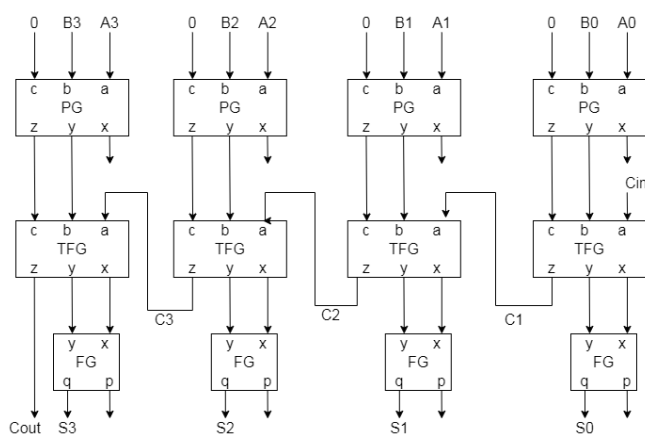 0 B3 A3 0 B2 A2 0 B1 A1 0 B0 A0
c b a c b a c b a c b a
PG PG PG PG
z y x z y x z y x z y x
Cin
c b a c b a c b a c b a
TFG TFG TFG TFG
z y x z y x z y x z y x
C3 C2 C1
y x y x y x y x
FG FG FG FG
q p q p q p q p
Cout S3 S2 S1 S0